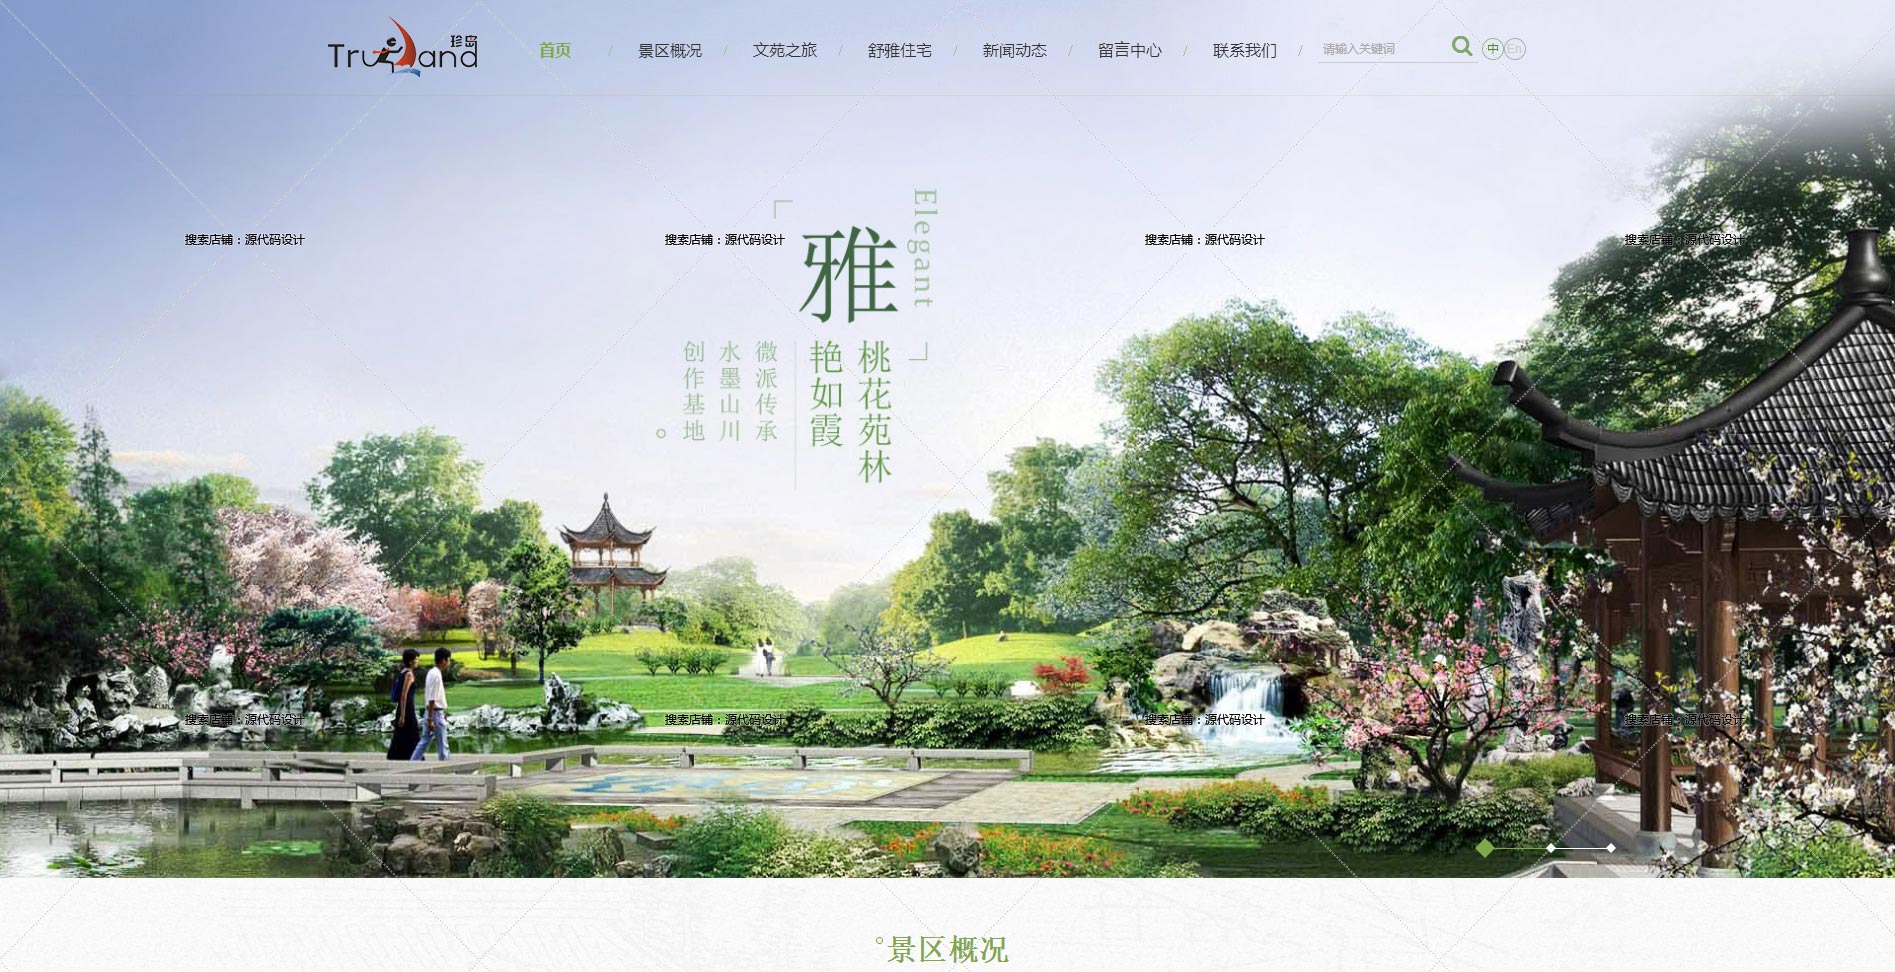 Trueland
珍岛
首页 / 景区概况 / 文苑之旅 / 舒雅住宅 / 新闻动态 / 留言中心 / 联系我们 /
请输入关键词
中 En
Elegant
雅
桃花苑林
艳如霞
微派传承
水墨山川
创作基地。
搜索店铺：源代码设计 搜索店铺：源代码设计 搜索店铺：源代码设计 搜索店铺：源代码设计
搜索店铺：源代码设计 搜索店铺：源代码设计 搜索店铺：源代码设计 搜索店铺：源代码设计
°景区概况